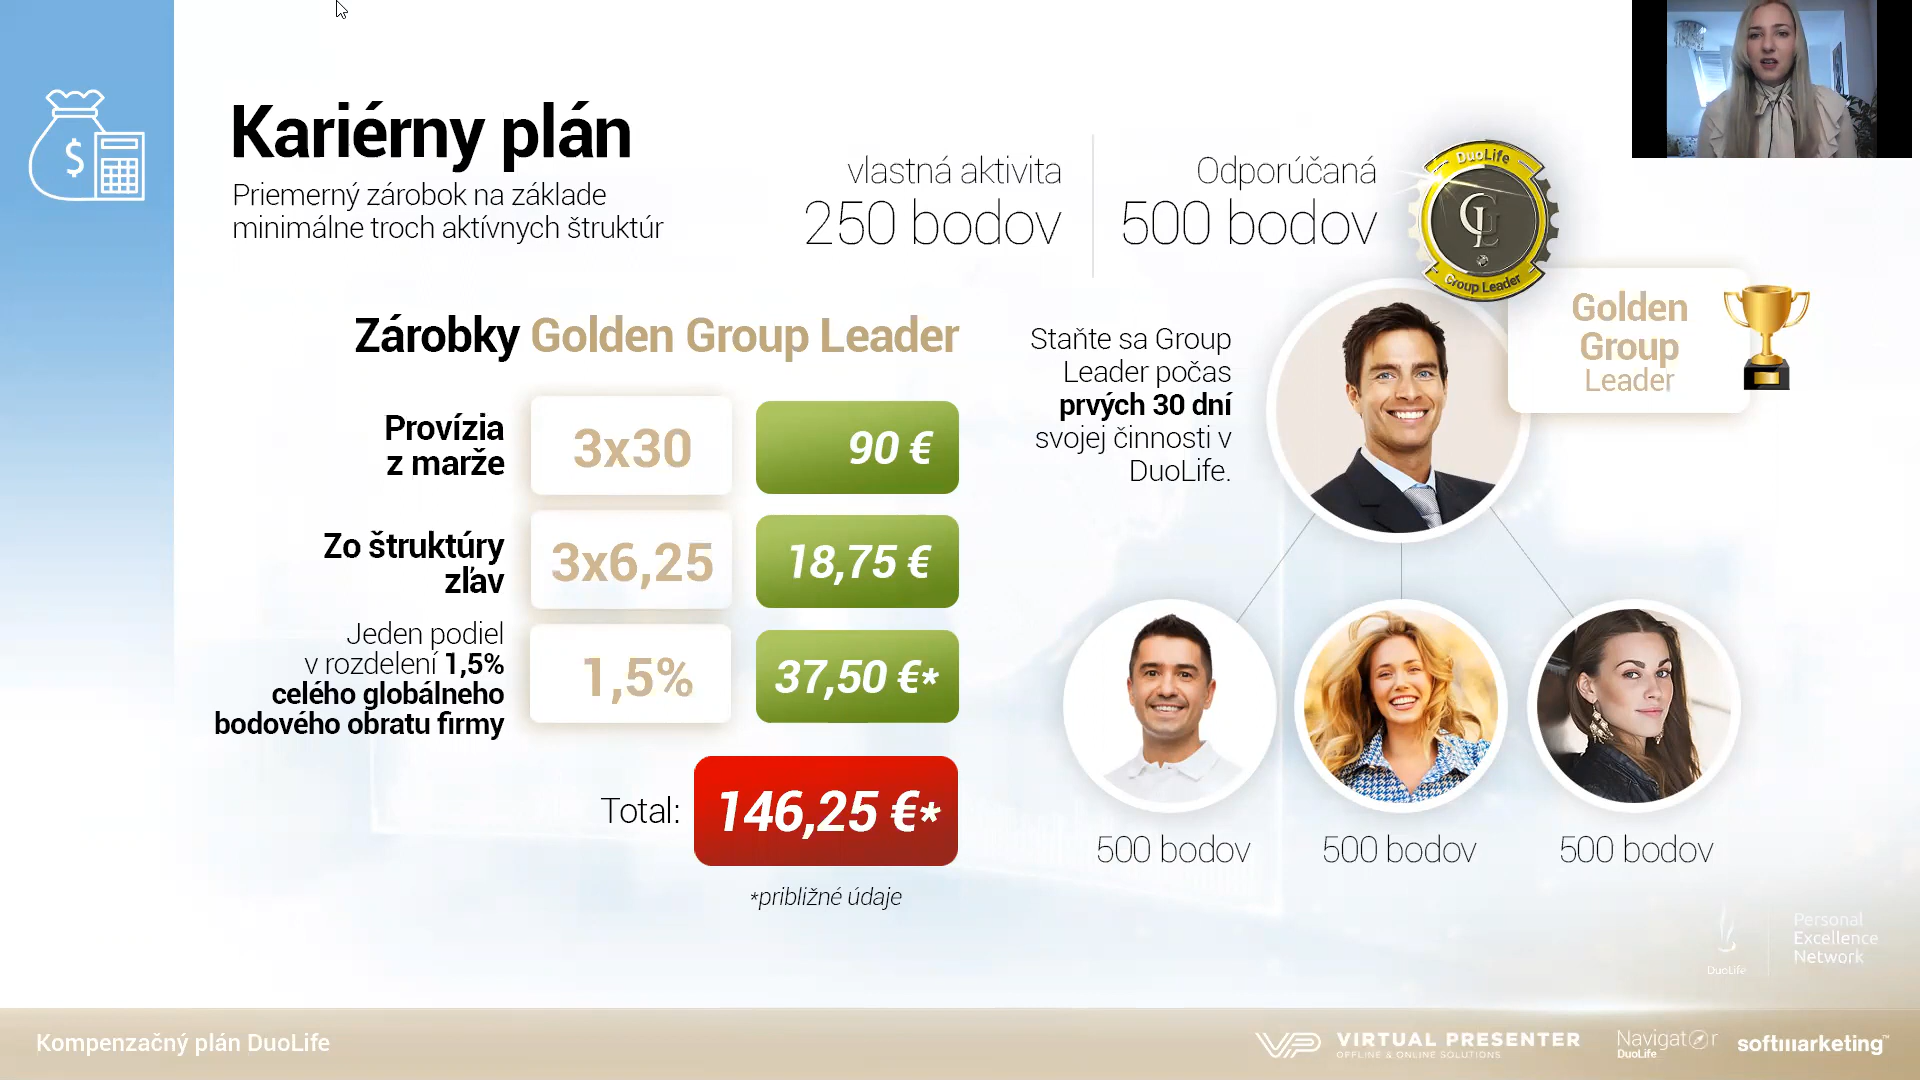 Kariérny plán
Priemerný zárobok na základe
minimálne troch aktívnych štruktúr
vlastná aktivita
250 bodov
Odporúčaná
500 bodov
DuoLife
GL
Group Leader
Golden
Group
Leader
Zárobky Golden Group Leader
Provízia
z marže
3x30
90 €
Zo štruktúry
zľav
3x6,25
18,75 €
Jeden podiel
v rozdelení 1,5%
celého globálneho
bodového obratu firmy
1,5%
37,50 €*
Total:
146,25 €*
*približné údaje
Staňte sa Group
Leader počas
prvých 30 dní
svojej činnosti v
DuoLife.
500 bodov
500 bodov
500 bodov
DuoLife
Personal
Excellence
Network
Kompenzačný plán DuoLife
VP
VIRTUAL PRESENTER
OFFLINE & ONLINE SOLUTIONS
Navigator
DuoLife
softmarketing™